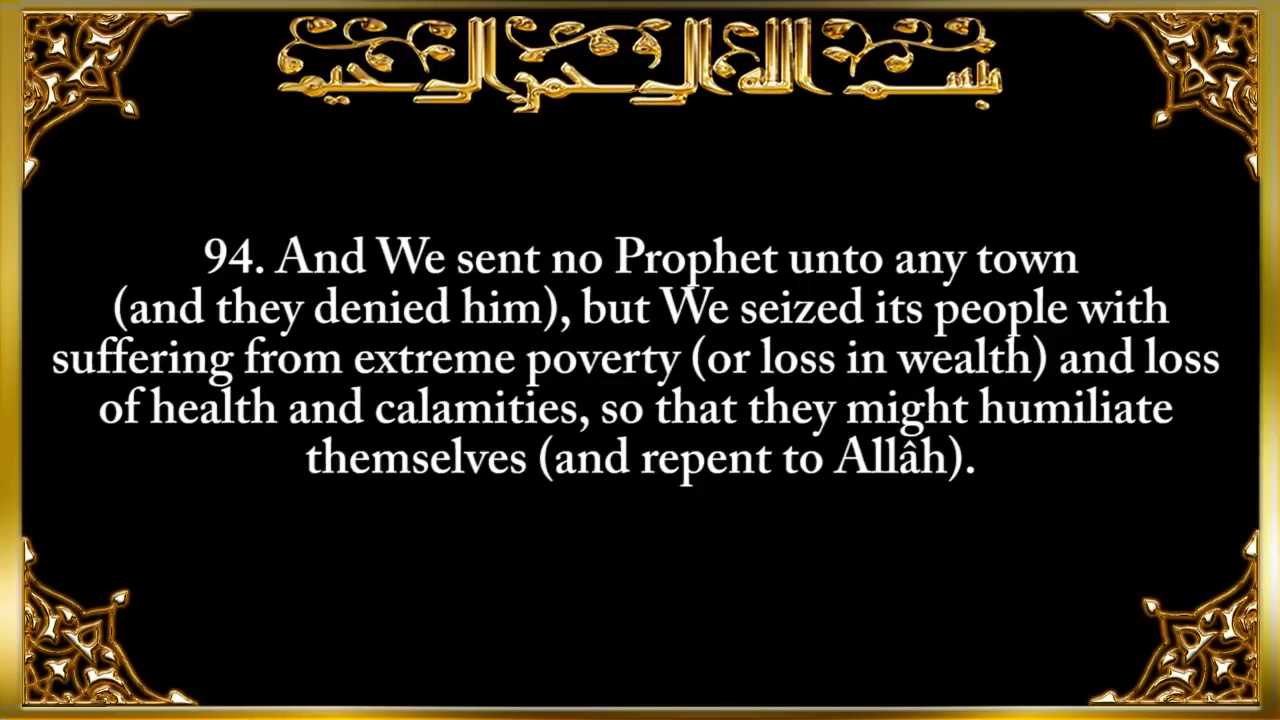 بسم الله الرحمن الرحيم
94. And We sent no Prophet unto any town
(and they denied him), but We seized its people with
suffering from extreme poverty (or loss in wealth) and loss
of health and calamities, so that they might humiliate
themselves (and repent to Allâh).